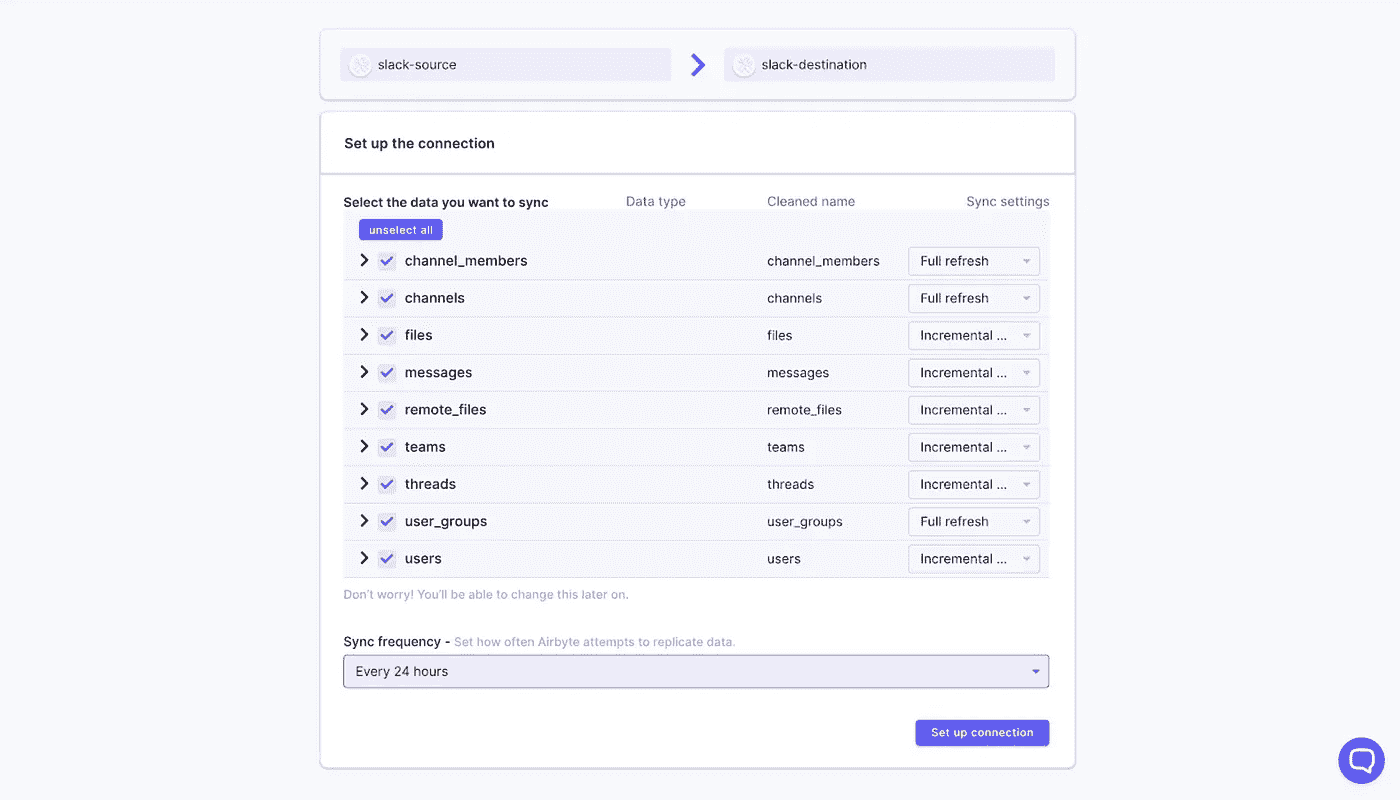 slack-source slack-destination
Set up the connection
Select the data you want to sync Data type Cleaned name Sync settings
unselect all
channel_members channel_members Full refresh
channels channels Full refresh
files files Incremental ...
messages messages Incremental ...
remote_files remote_files Incremental ...
teams teams Incremental ...
threads threads Incremental ...
user_groups user_groups Full refresh
users users Incremental ...
Don't worry! You'll be able to change this later on.
Sync frequency - Set how often Airbyte attempts to replicate data.
Every 24 hours
Set up connection